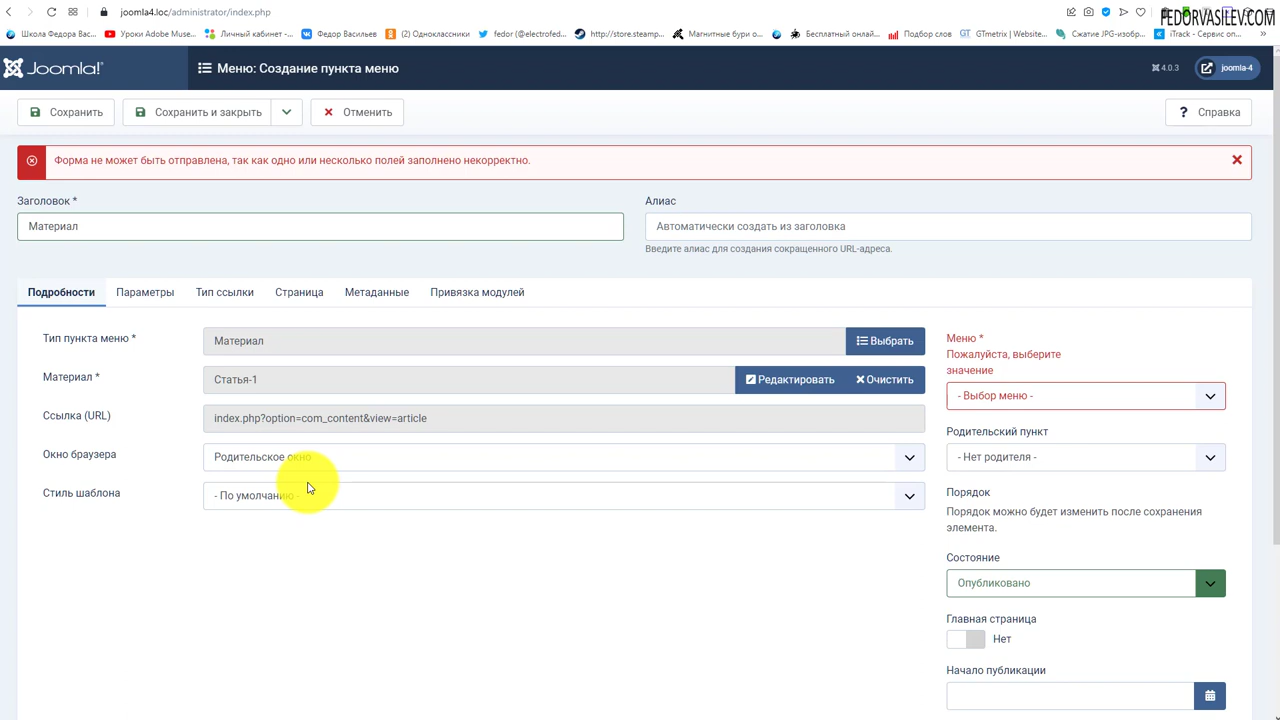 joomla4.loc/administrator/index.php
FEDORVASILEV.COM
Школа Федора Вас... Уроки Adobe Muse... Личный кабинет -... Федор Васильев (2) Одноклассники fedor (@electrofed... http://store.steamp... Магнитные бури о... Бесплатный онлай... Подбор слов GTmetrix | Website... Сжатие JPG-изобр... iTrack - Сервис оп... »
Joomla!
Меню: Создание пункта меню
4.0.3
joomla-4
Сохранить
Сохранить и закрыть
Отменить
? Справка
Форма не может быть отправлена, так как одно или несколько полей заполнено некорректно.
Заголовок *
Алиас
Материал
Автоматически создать из заголовка
Введите алиас для создания сокращенного URL-адреса.
Подробности Параметры Тип ссылки Страница Метаданные Привязка модулей
Тип пункта меню *
Материал
Выбрать
Материал *
Статья-1
Редактировать
Очистить
Ссылка (URL)
index.php?option=com_content&view=article
Окно браузера
Родительское окно
Стиль шаблона
- По умолчанию -
Меню *
Пожалуйста, выберите
значение
- Выбор меню -
Родительский пункт
- Нет родителя -
Порядок
Порядок можно будет изменить после сохранения
элемента.
Состояние
Опубликовано
Главная страница
Нет
Начало публикации